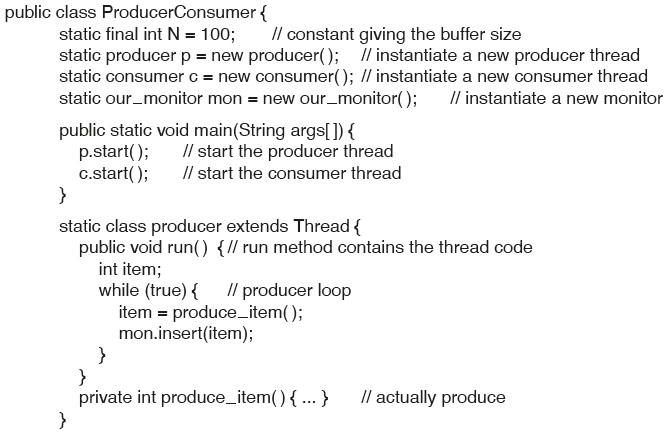 public class ProducerConsumer {
static final int N = 100; // constant giving the buffer size
static producer p = new producer( ); // instantiate a new producer thread
static consumer c = new consumer( ); // instantiate a new consumer thread
static our_monitor mon = new our_monitor( ); // instantiate a new monitor
public static void main(String args[ ]) {
p.start( ); // start the producer thread
c.start( ); // start the consumer thread
}
static class producer extends Thread {
public void run( ) { // run method contains the thread code
int item;
while (true) { // producer loop
item = produce_item( );
mon.insert(item);
}
}
private int produce_item( ) { ... } // actually produce
}